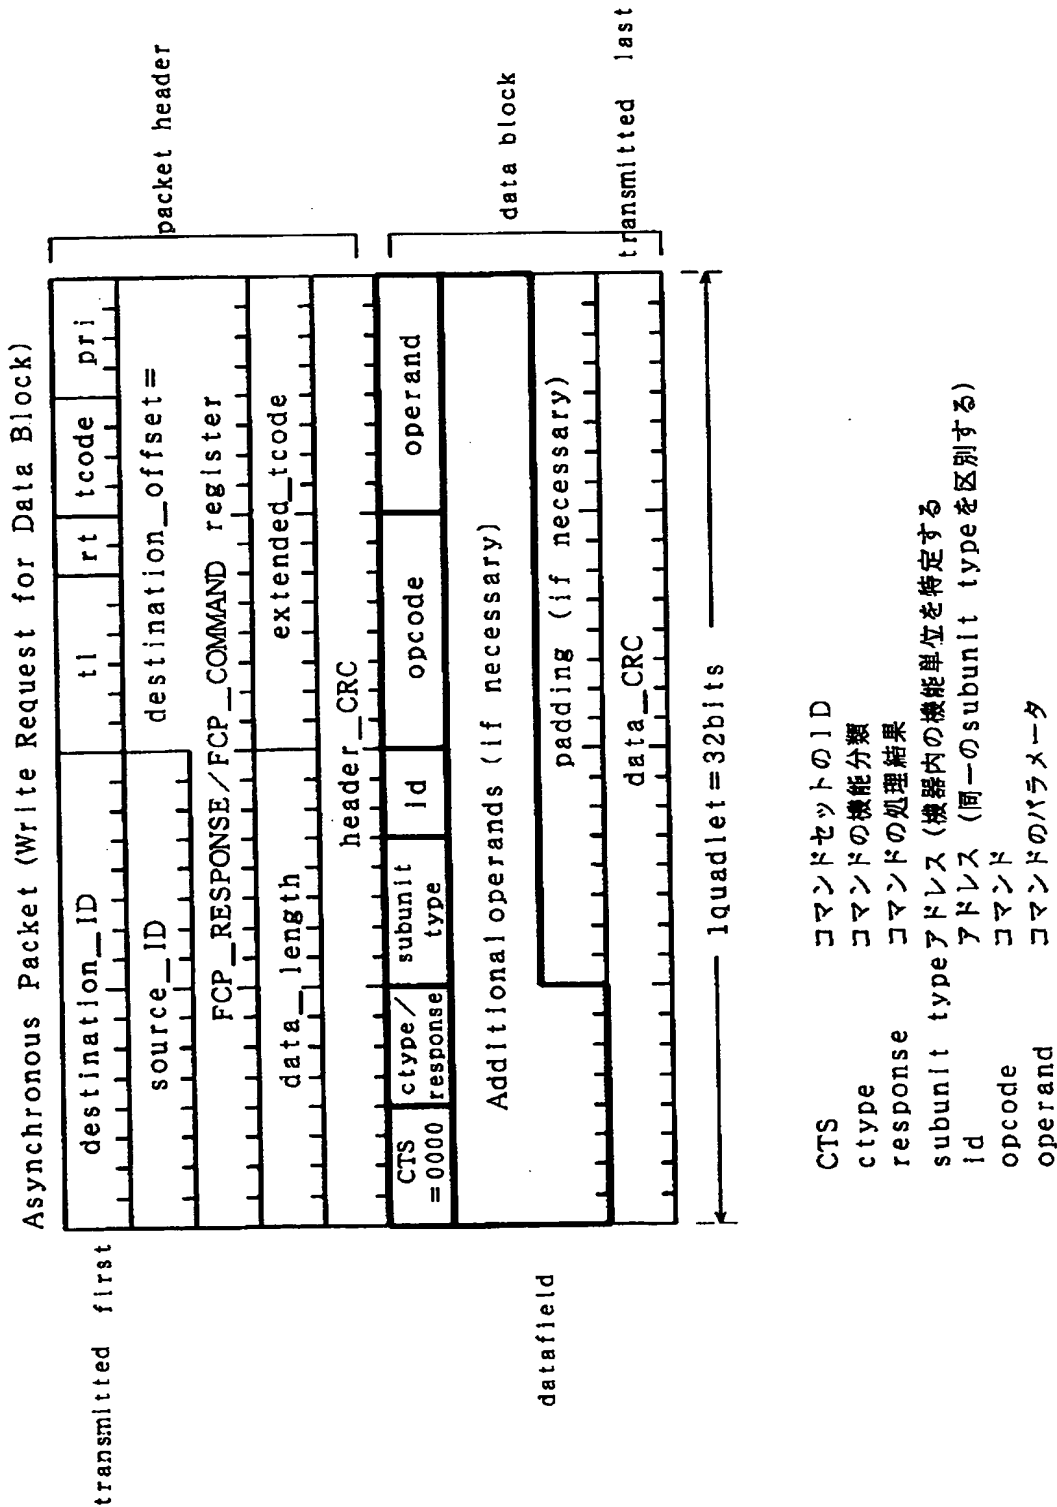 Asynchronous Packet (Write Request for Data Block)
transmitted first
destination_ID tl rt tcode pri
source_ID destination_offset=
FCP_RESPONSE/FCP_COMMAND register
data_length extended_tcode
header_CRC
packet header
CTS =0000 ctype/response subunit type id opcode operand
Additional operands (if necessary)
datafield
padding (if necessary)
data_CRC
data block
transmitted last
1quadlet=32bits
CTS コマンドセットのID
ctype コマンドの機能分類
response コマンドの処理結果
subunit type アドレス (機器内の機能単位を特定する
id アドレス (同一のsubunit typeを区別する)
opcode コマンド
operand コマンドのパラメータ